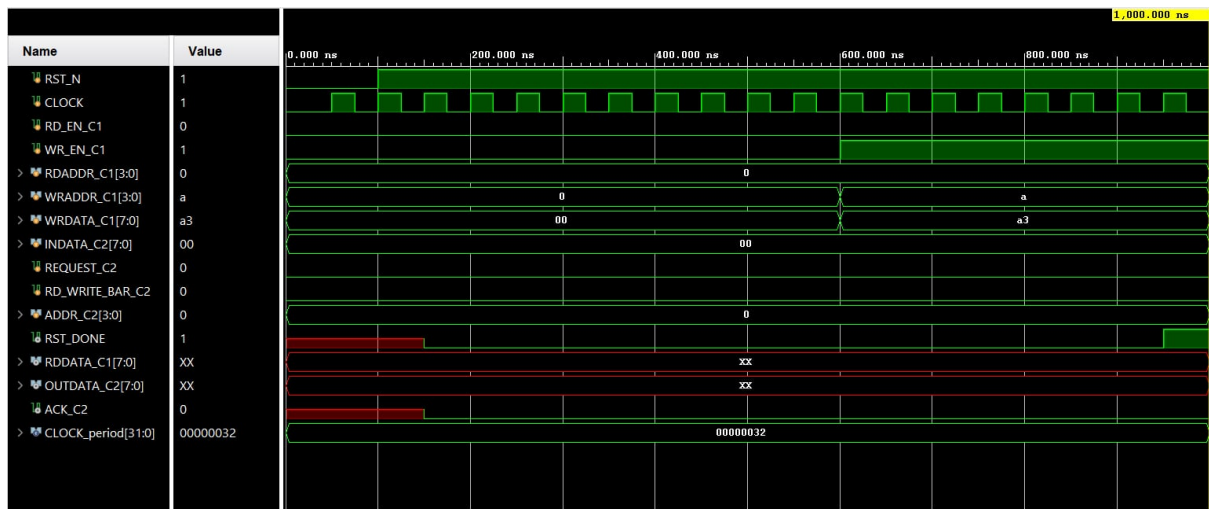 1,000.000 ns
Name Value 0.000 ns 200.000 ns 400.000 ns 600.000 ns 800.000 ns
RST_N 1
CLOCK 1
RD_EN_C1 0
WR_EN_C1 1
RDADDR_C1[3:0] 0 0
WRADDR_C1[3:0] a 0 a
WRDATA_C1[7:0] a3 00 a3
INDATA_C2[7:0] 00 00
REQUEST_C2 0
RD_WRITE_BAR_C2 0
ADDR_C2[3:0] 0 0
RST_DONE 1
RDDATA_C1[7:0] XX XX
OUTDATA_C2[7:0] XX XX
ACK_C2 0
CLOCK_period[31:0] 00000032 00000032